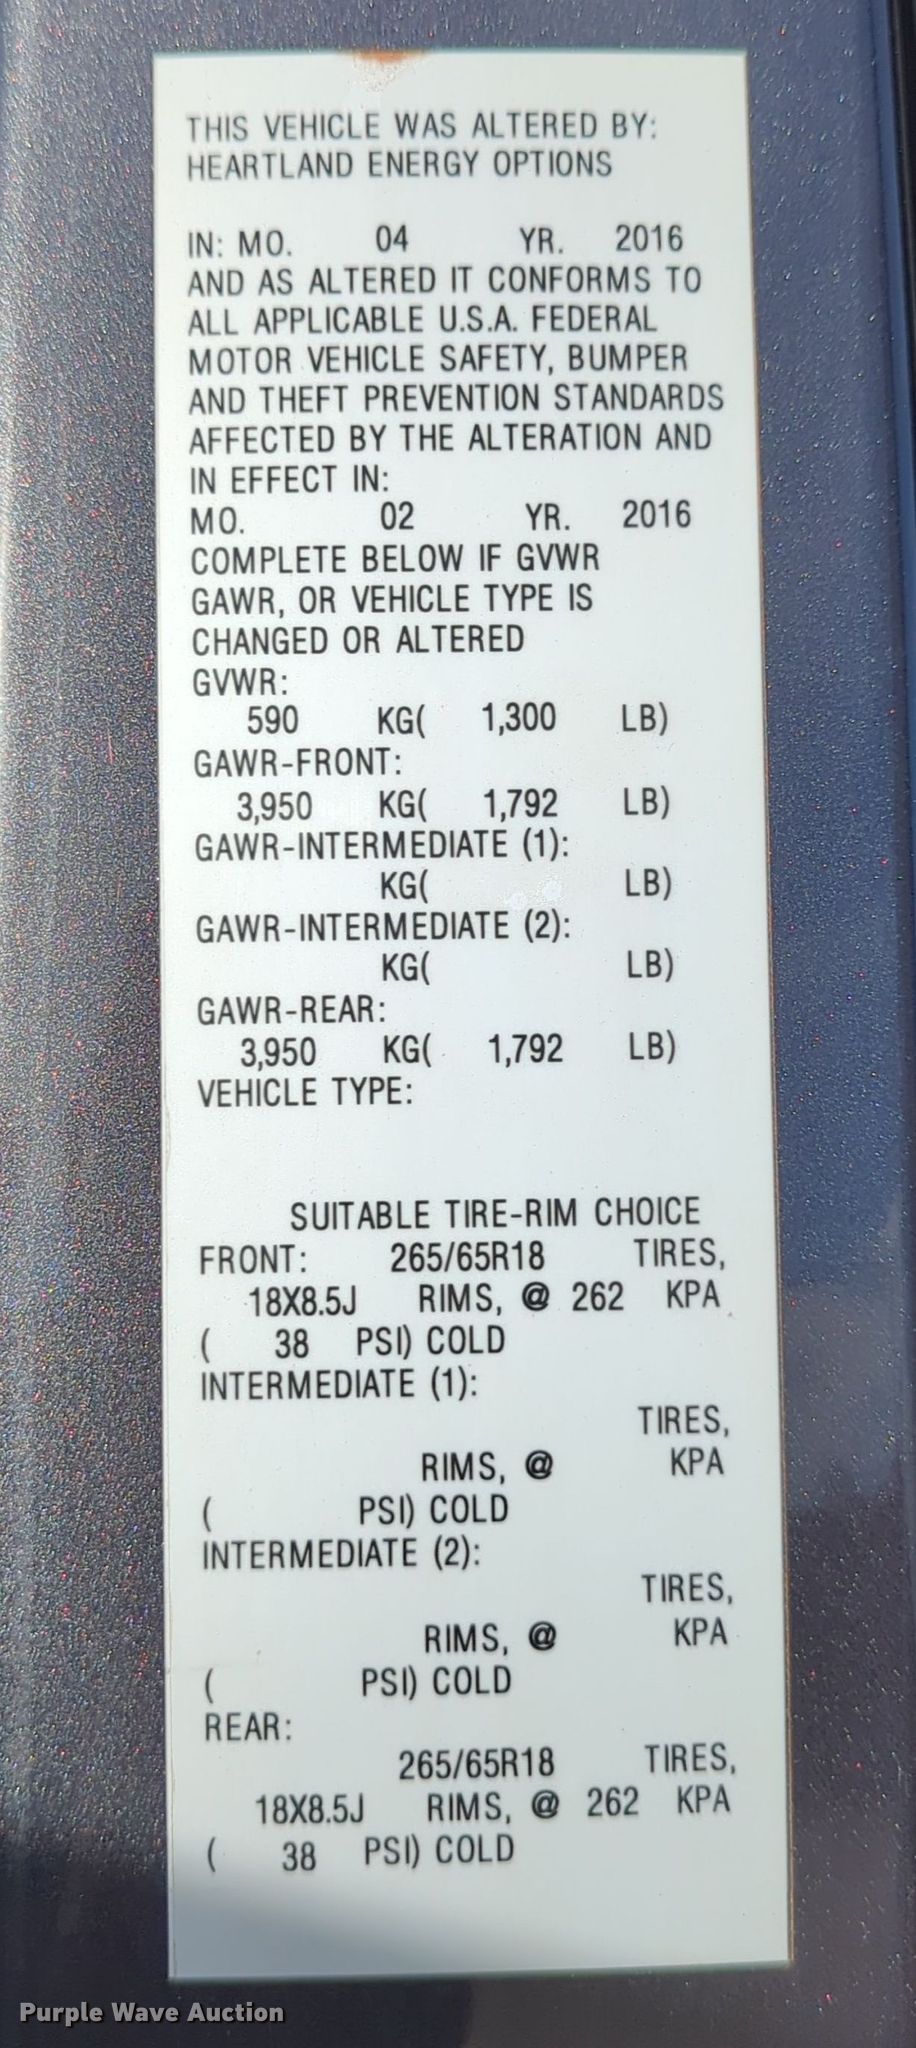 THIS VEHICLE WAS ALTERED BY:
HEARTLAND ENERGY OPTIONS
IN: MO. 04 YR. 2016
AND AS ALTERED IT CONFORMS TO
ALL APPLICABLE U.S.A. FEDERAL
MOTOR VEHICLE SAFETY, BUMPER
AND THEFT PREVENTION STANDARDS
AFFECTED BY THE ALTERATION AND
IN EFFECT IN:
MO. 02 YR. 2016
COMPLETE BELOW IF GVWR
GAWR, OR VEHICLE TYPE IS
CHANGED OR ALTERED
GVWR:
590 KG( 1,300 LB)
GAWR-FRONT:
3,950 KG( 1,792 LB)
GAWR-INTERMEDIATE (1):
KG( LB)
GAWR-INTERMEDIATE (2):
KG( LB)
GAWR-REAR:
3,950 KG( 1,792 LB)
VEHICLE TYPE:
SUITABLE TIRE-RIM CHOICE
FRONT: 265/65R18 TIRES,
18X8.5J RIMS, @ 262 KPA
( 38 PSI) COLD
INTERMEDIATE (1):
TIRES,
RIMS, @ KPA
( PSI) COLD
INTERMEDIATE (2):
TIRES,
RIMS, @ KPA
( PSI) COLD
REAR:
265/65R18 TIRES,
18X8.5J RIMS, @ 262 KPA
( 38 PSI) COLD
Purple Wave Auction